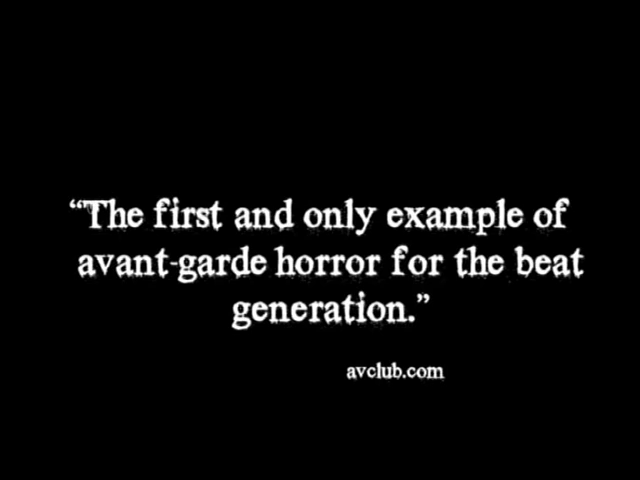 “The first and only example of
avant-garde horror for the beat
generation.”
avclub.com